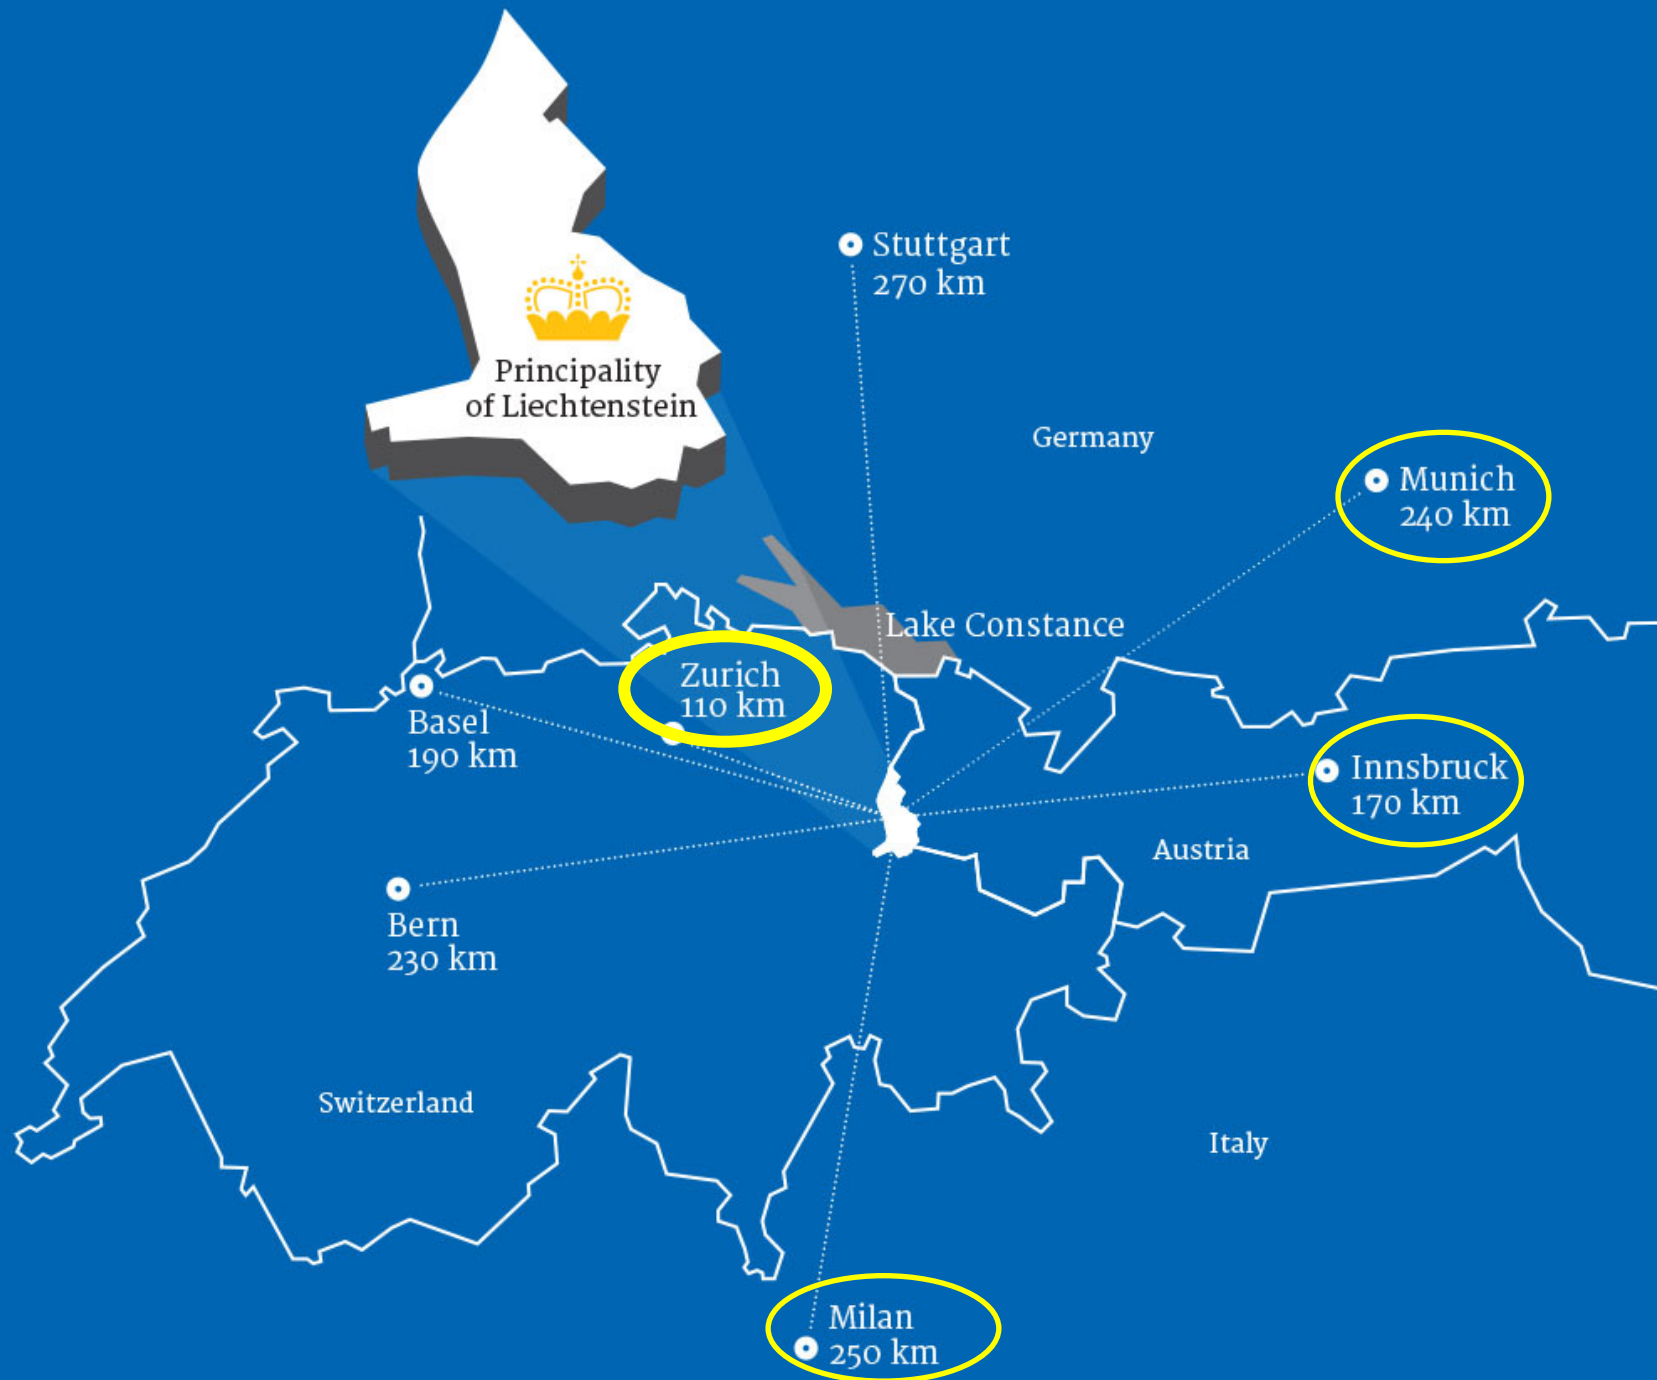 Stuttgart
270 km
Principality
of Liechtenstein
Germany
Munich
240 km
Lake Constance
Zurich
110 km
Basel
190 km
Innsbruck
170 km
Austria
Bern
230 km
Switzerland
Italy
Milan
250 km